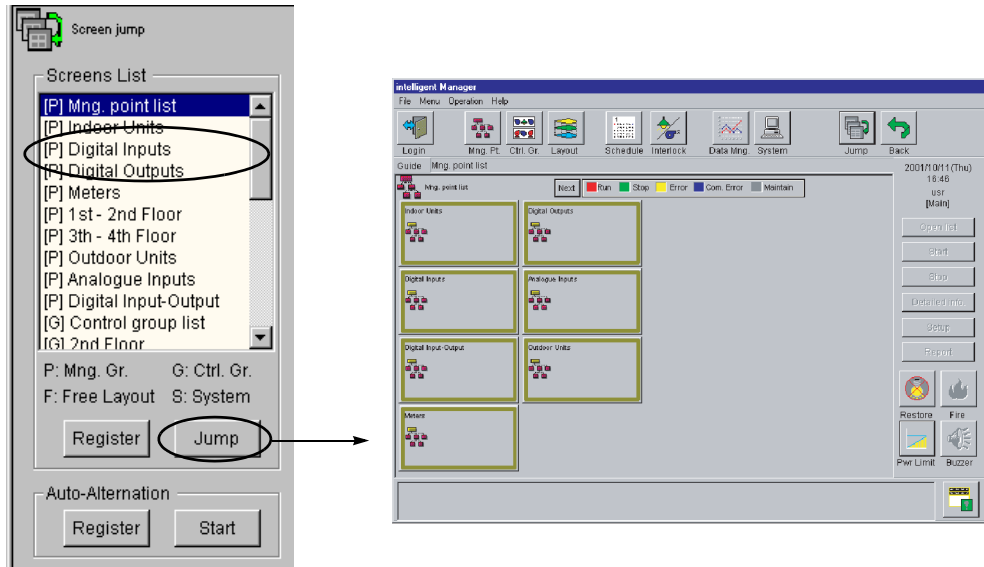 Screen jump
Screens List
[P] Mng. point list
[P] Indoor Units
[P] Digital Inputs
[P] Digital Outputs
[P] Meters
[P] 1st - 2nd Floor
[P] 3th - 4th Floor
[P] Outdoor Units
[P] Analogue Inputs
[P] Digital Input-Output
[G] Control group list
[G] 2nd Floor
P: Mng. Gr. G: Ctrl. Gr.
F: Free Layout S: System
Register Jump
Auto-Alternation
Register Start
intelligent Manager
File Menu Operation Help
Login Mng. Pt. Ctrl. Gr. Layout Schedule Interlock Data Mng. System Jump Back
Guide Mng. point list
Mng. point list Next Run Stop Error Com. Error Maintain
Indoor Units Digital Outputs
Digital Inputs Analogue Inputs
Digital Input-Output Outdoor Units
Meters
2001/10/11(Thu)
16:46
usr
[Main]
Open list
Start
Stop
Detailed info.
Setup
Report
Restore Fire
Pwr Limit Buzzer